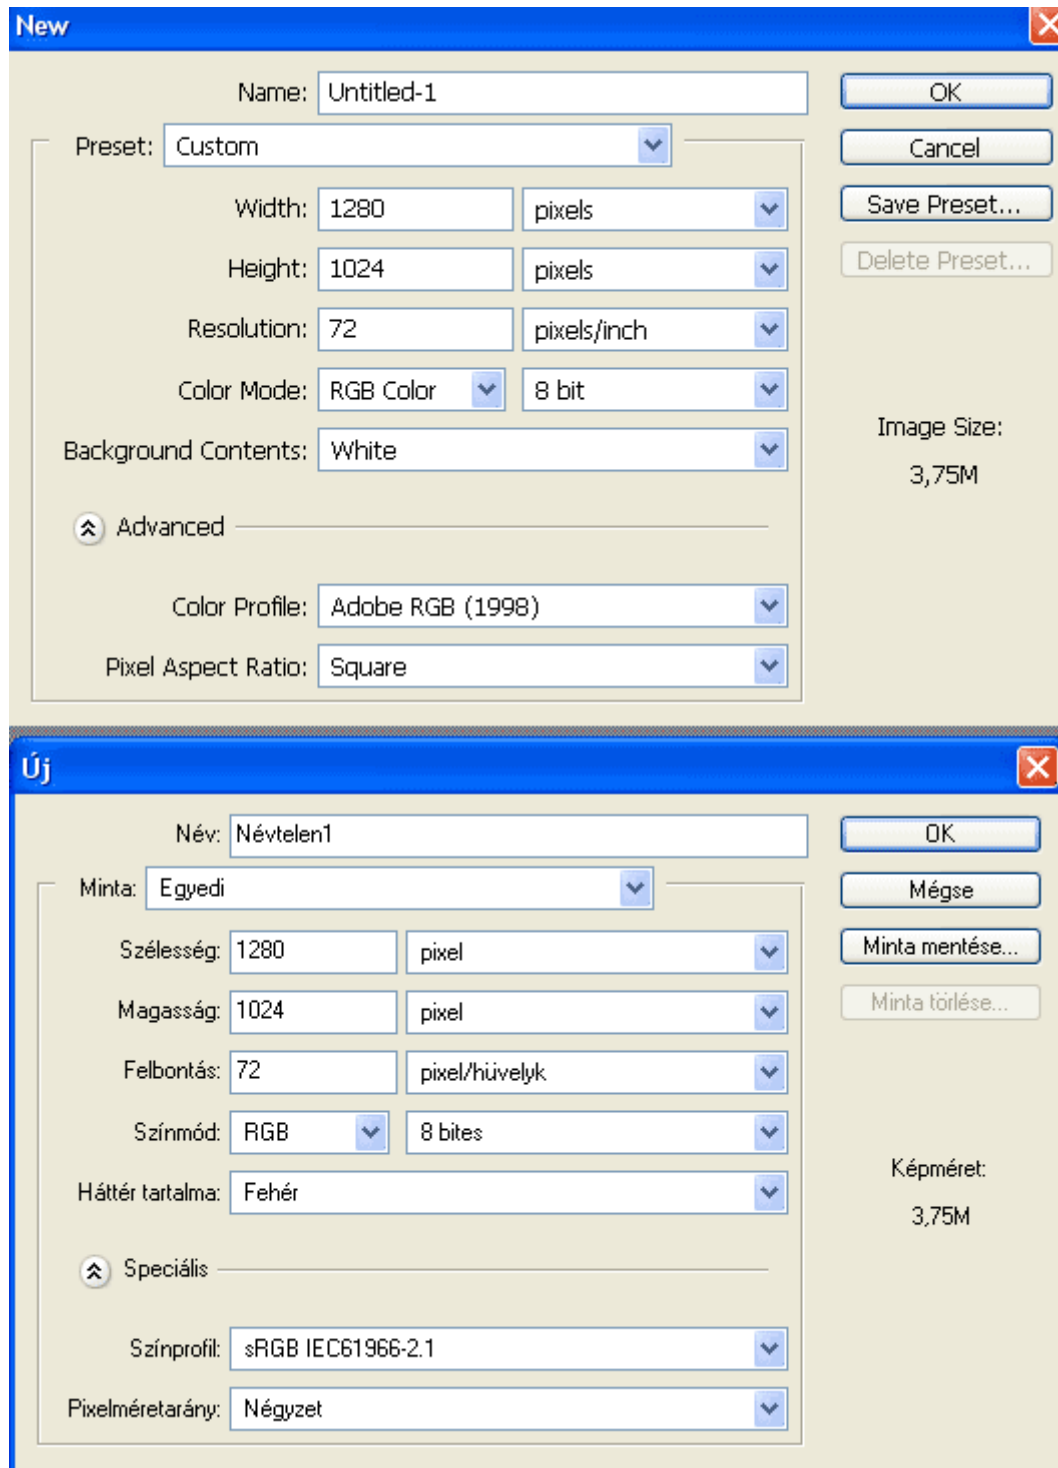 New
Name: Untitled-1
OK
Preset: Custom
Cancel
Width: 1280 pixels
Save Preset...
Height: 1024 pixels
Delete Preset...
Resolution: 72 pixels/inch
Color Mode: RGB Color 8 bit
Image Size:
Background Contents: White
3,75M
Advanced
Color Profile: Adobe RGB (1998)
Pixel Aspect Ratio: Square
Új
Név: Névtelen1
OK
Minta: Egyedi
Mégse
Szélesség: 1280 pixel
Minta mentése...
Magasság: 1024 pixel
Minta törlése...
Felbontás: 72 pixel/hüvelyk
Színmód: RGB 8 bites
Képméret:
Háttér tartalma: Fehér
3,75M
Speciális
Színprofil: sRGB IEC61966-2.1
Pixelméretarány: Négyzet